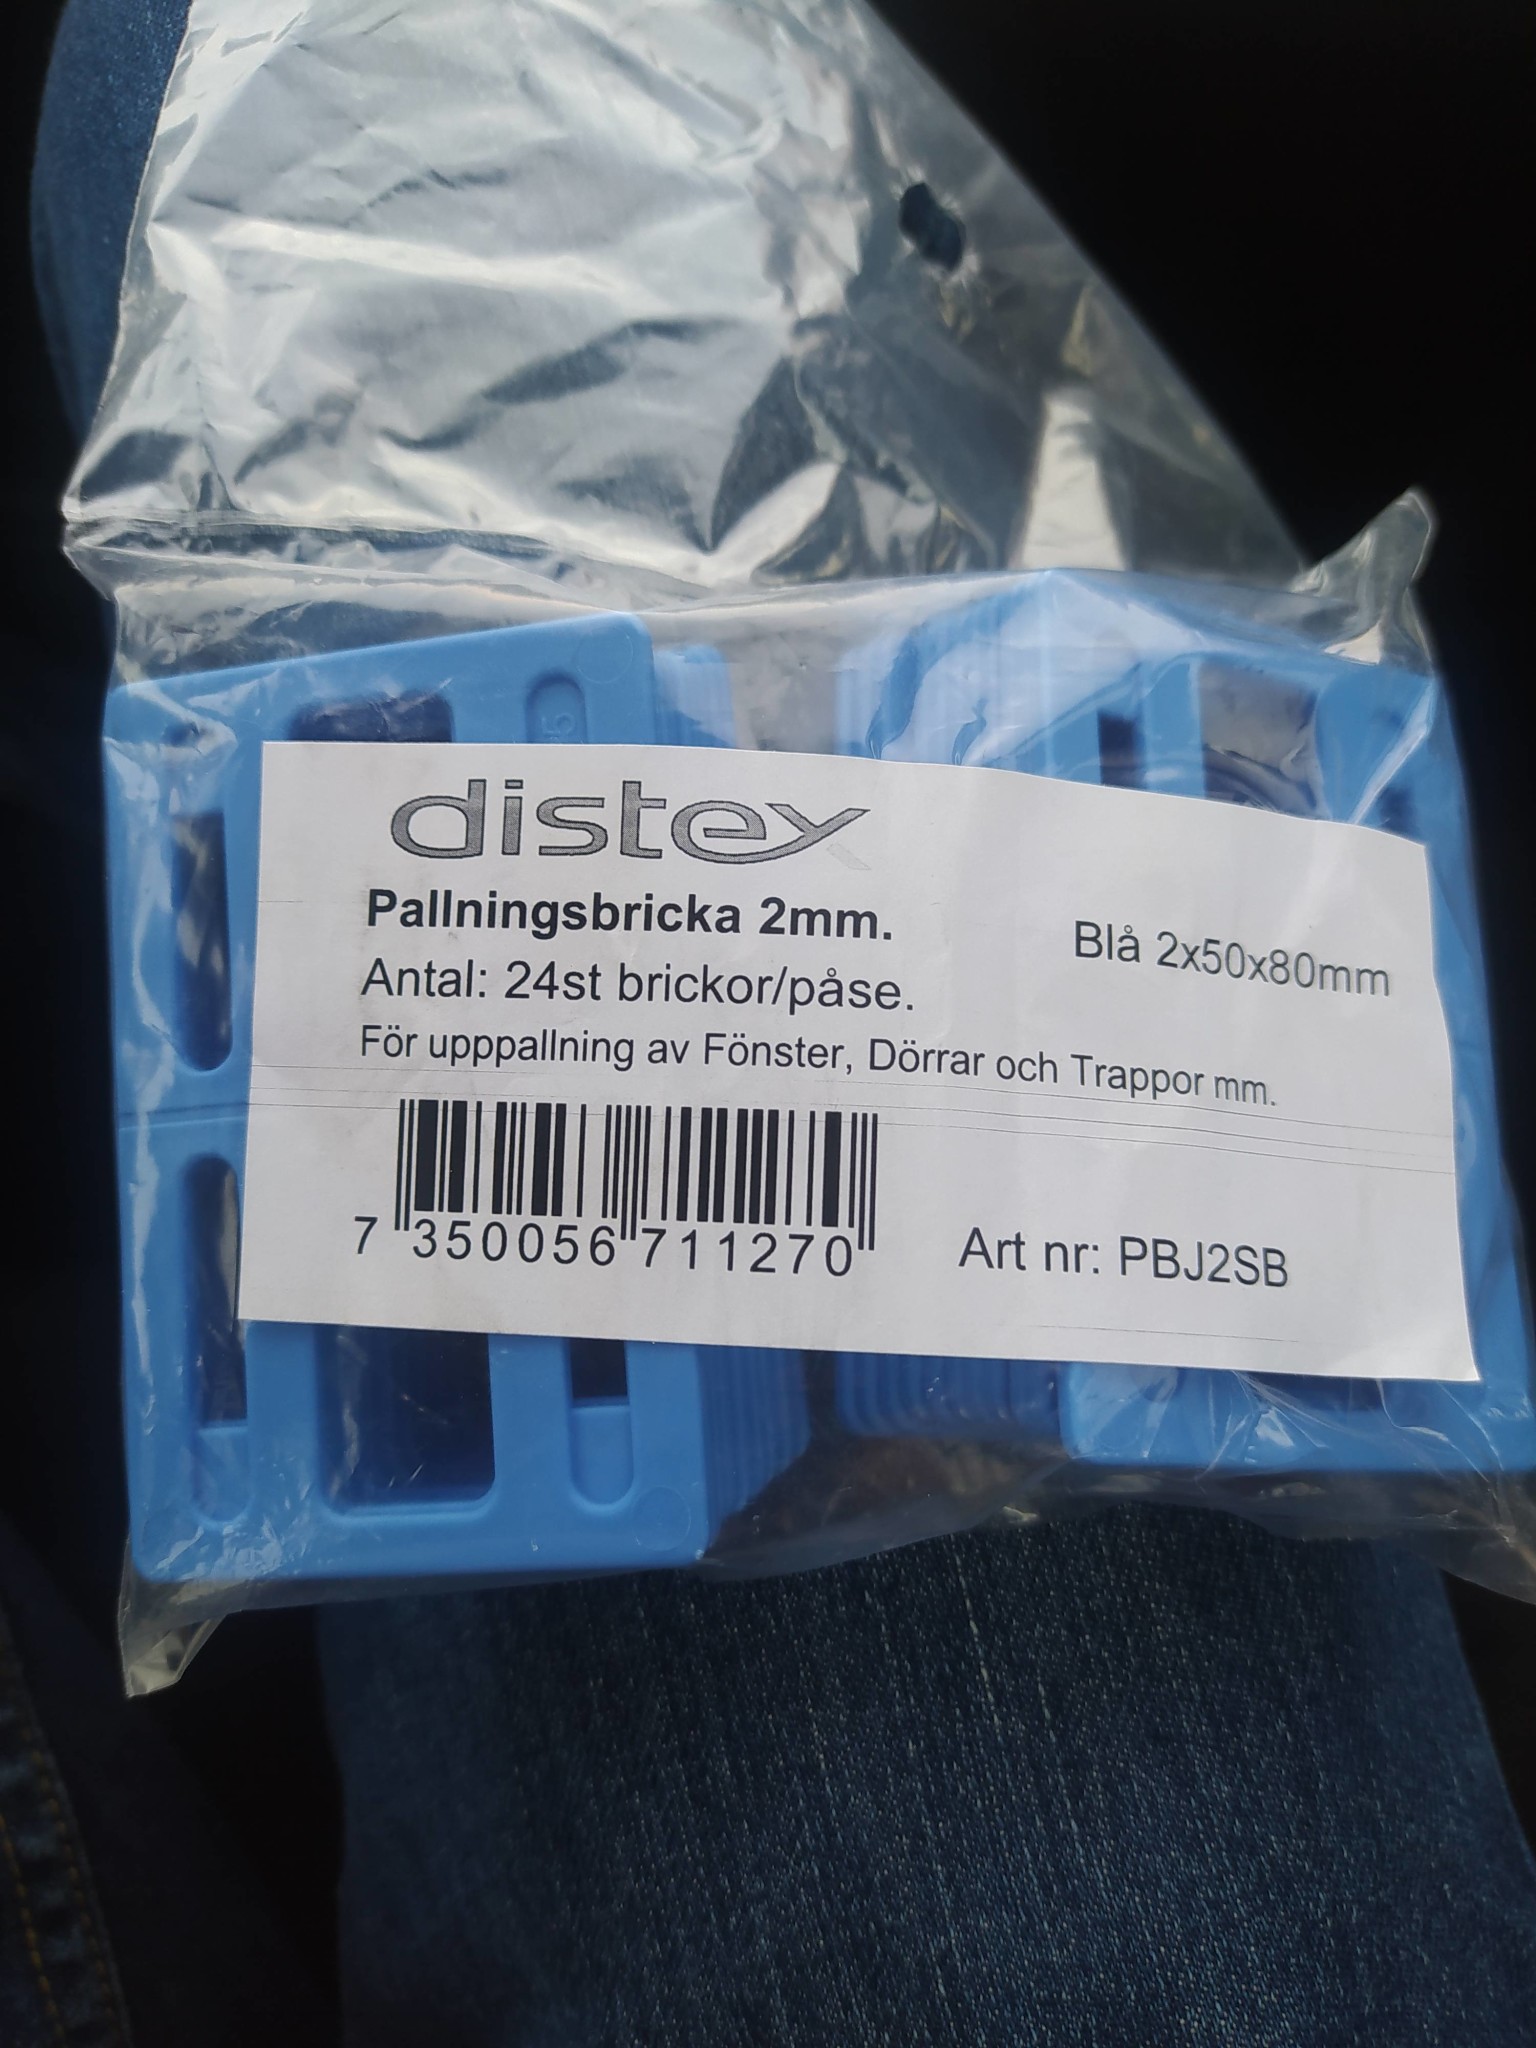 distex
Pallningsbricka 2mm.
Blå 2x50x80mm
Antal: 24st brickor/påse.
För upppallning av Fönster, Dörrar och Trappor mm.
7 350056 711270
Art nr: PBJ2SB